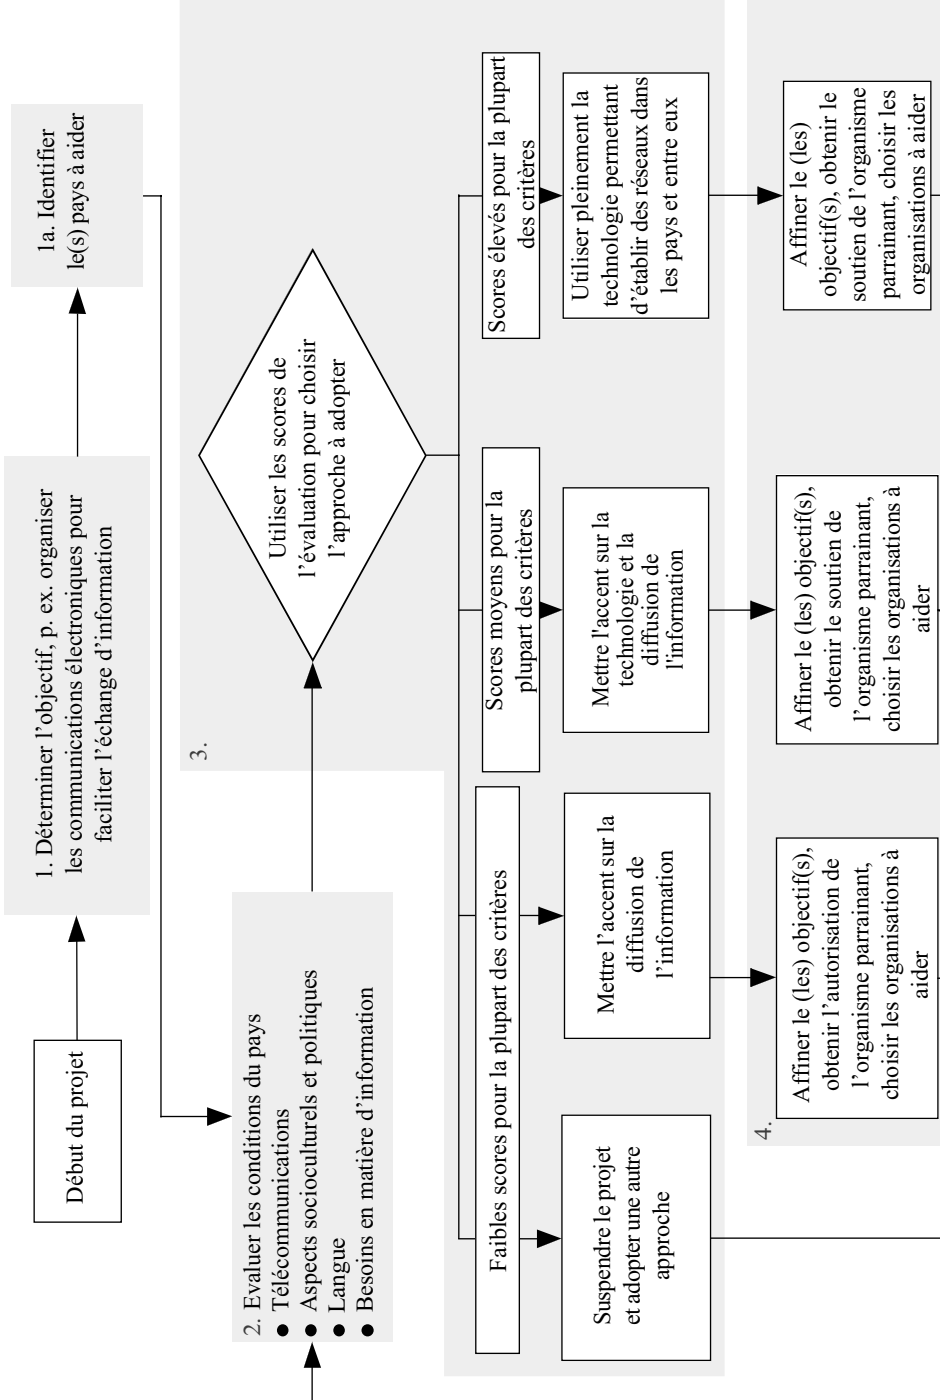 Début du projet
1. Déterminer l’objectif, p. ex. organiser
les communications électroniques pour
faciliter l’échange d’information
1a. Identifier
le(s) pays à aider
2. Evaluer les conditions du pays
● Télécommunications
● Aspects socioculturels et politiques
● Langue
● Besoins en matière d’information
3.
Utiliser les scores de
l’évaluation pour choisir
l’approche à adopter
Faibles scores pour la plupart des critères
Scores moyens pour la
plupart des critères
Scores élevés pour la plupart
des critères
Suspendre le projet
et adopter une autre
approche
Mettre l’accent sur la
diffusion de
l’information
Mettre l'accent sur la
technologie et la
diffusion de
l'information
Utiliser pleinement la
technologie permettant
d’établir des réseaux dans
les pays et entre eux
4.
Affiner le (les) objectif(s),
obtenir l’autorisation de
l’organisme parrainant,
choisir les organisations à
aider
Affiner le (les) objectif(s),
obtenir le soutien de
l’organisme parrainant,
choisir les organisations à
aider
Affiner le (les)
objectif(s), obtenir le
soutien de l’organisme
parrainant, choisir les
organisations à aider